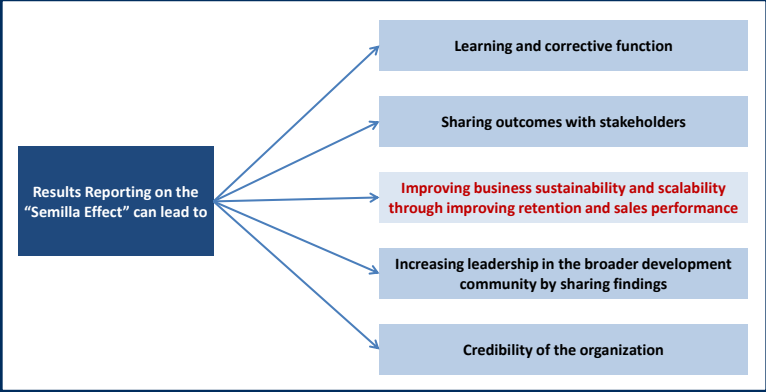 Learning and corrective function
Sharing outcomes with stakeholders
Results Reporting on the
“Semilla Effect” can lead to
Improving business sustainability and scalability
through improving retention and sales performance
Increasing leadership in the broader development
community by sharing findings
Credibility of the organization